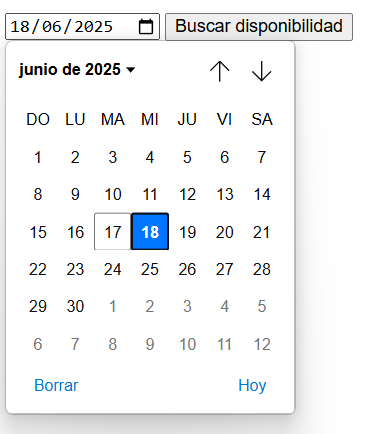 18/06/2025 Buscar disponibilidad
junio de 2025
DO LU MA MI JU VI SA
1 2 3 4 5 6 7
8 9 10 11 12 13 14
15 16 17 18 19 20 21
22 23 24 25 26 27 28
29 30 1 2 3 4 5
6 7 8 9 10 11 12
Borrar Hoy